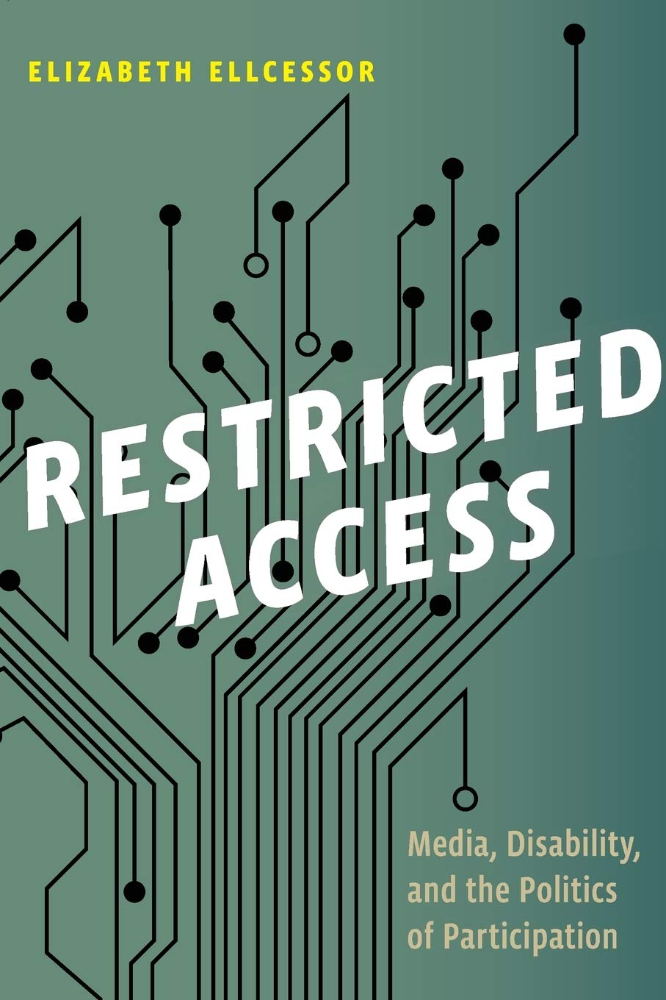 ELIZABETH ELLCESSOR
RESTRICTED
ACCESS
Media, Disability,
and the Politics
of Participation